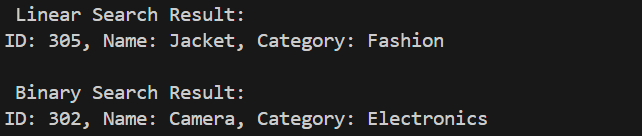 Linear Search Result:
ID: 305, Name: Jacket, Category: Fashion
Binary Search Result:
ID: 302, Name: Camera, Category: Electronics